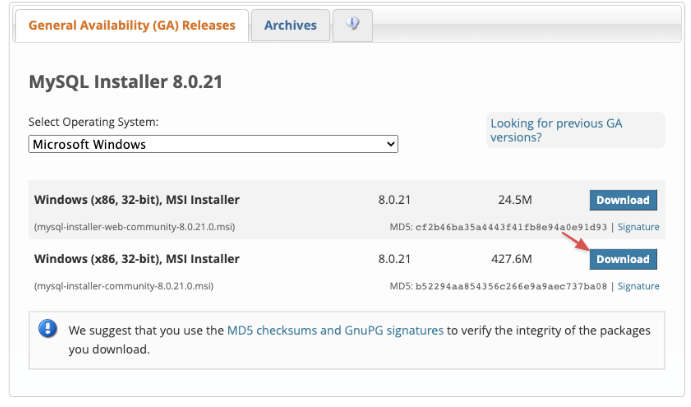 General Availability (GA) Releases
Archives
MySQL Installer 8.0.21
Select Operating System:
Looking for previous GA
versions?
Microsoft Windows
Windows (x86, 32-bit), MSI Installer 8.0.21 24.5M Download
(mysql-installer-web-community-8.0.21.0.msi) MD5: cf2b46ba35a4443f41fb8e94a0e91d93 | Signature
Windows (x86, 32-bit), MSI Installer 8.0.21 427.6M Download
(mysql-installer-community-8.0.21.0.msi) MD5: b52294aa854356c266e9a9aec737ba08 | Signature
We suggest that you use the MD5 checksums and GnuPG signatures to verify the integrity of the packages
you download.